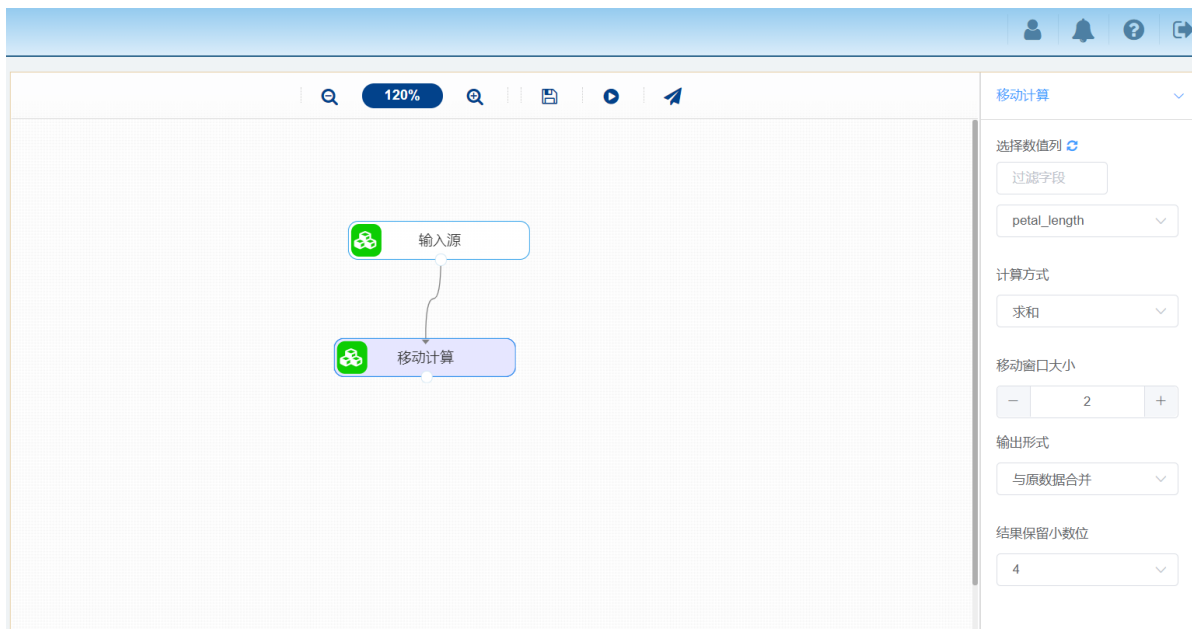 120%
输入源
移动计算
移动计算
选择数值列
过滤字段
petal_length
计算方式
求和
移动窗口大小
2
输出形式
与原数据合并
结果保留小数位
4